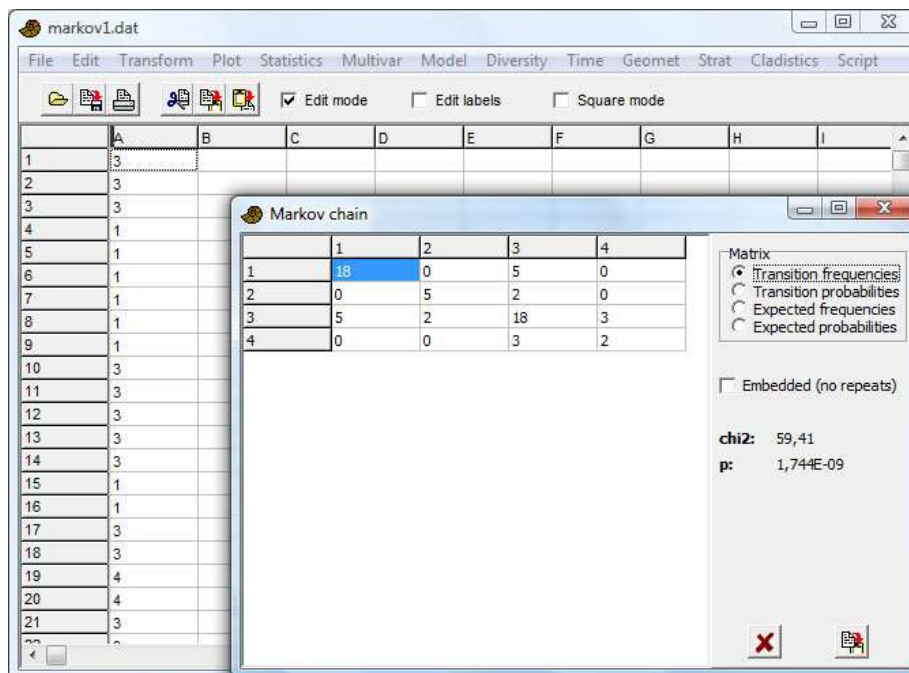 markov1.dat
File Edit Transform Plot Statistics Multivar Model Diversity Time Geomet Strat Cladistics Script
Edit mode Edit labels Square mode
A B C D E F G H I
1 3
2 3
3 3
4 1
5 1
6 1
7 1
8 1
9 1
10 3
11 3
12 3
13 3
14 3
15 1
16 1
17 3
18 3
19 4
20 4
21 3
Markov chain
1 2 3 4
1 18 0 5 0
2 0 5 2 0
3 5 2 18 3
4 0 0 3 2
Matrix
Transition frequencies
Transition probabilities
Expected frequencies
Expected probabilities
Embedded (no repeats)
chi2: 59,41
p: 1,744E-09